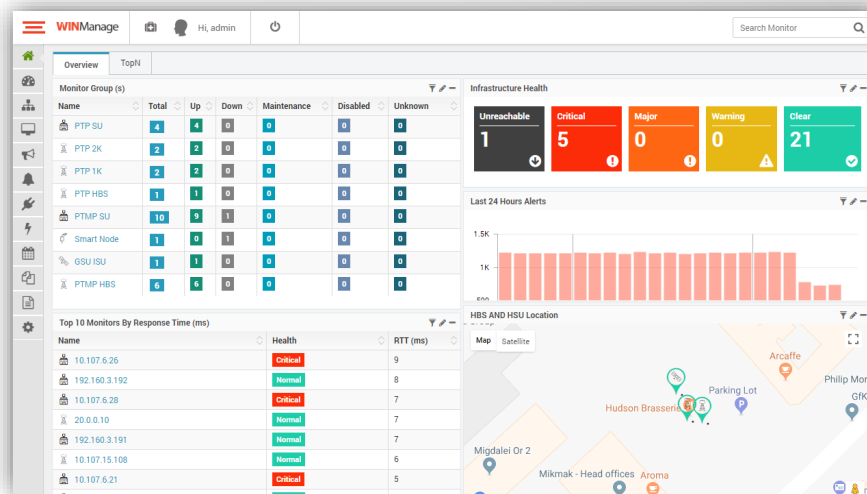 WINManage
Hi, admin
Search Monitor
Overview
TopN
Monitor Group (s)
Name Total Up Down Maintenance Disabled Unknown
PTP SU 4 4 0 0 0 0
PTP 2K 2 2 0 0 0 0
PTP 1K 2 2 0 0 0 0
PTP HBS 1 1 0 0 0 0
PTMP SU 10 9 1 0 0 0
Smart Node 1 0 1 0 0 0
GSU ISU 1 1 0 0 0 0
PTMP HBS 6 6 0 0 0 0
Infrastructure Health
Unreachable Critical Major Warning Clear
1 5 0 0 21
Last 24 Hours Alerts
1.5K
1K
Top 10 Monitors By Response Time (ms)
Name Health RTT (ms)
10.107.6.26 Critical 9
192.160.3.192 Normal 8
10.107.6.28 Critical 7
20.0.0.10 Normal 7
192.160.3.191 Normal 7
10.107.15.108 Normal 6
10.107.6.21 Critical 5
HBS AND HSU Location
Map Satellite
Arcaffe
Philip Mor
Parking Lot
GfK
Hudson Brasserie
Migdalei Or 2
Mikmak - Head offices
Aroma